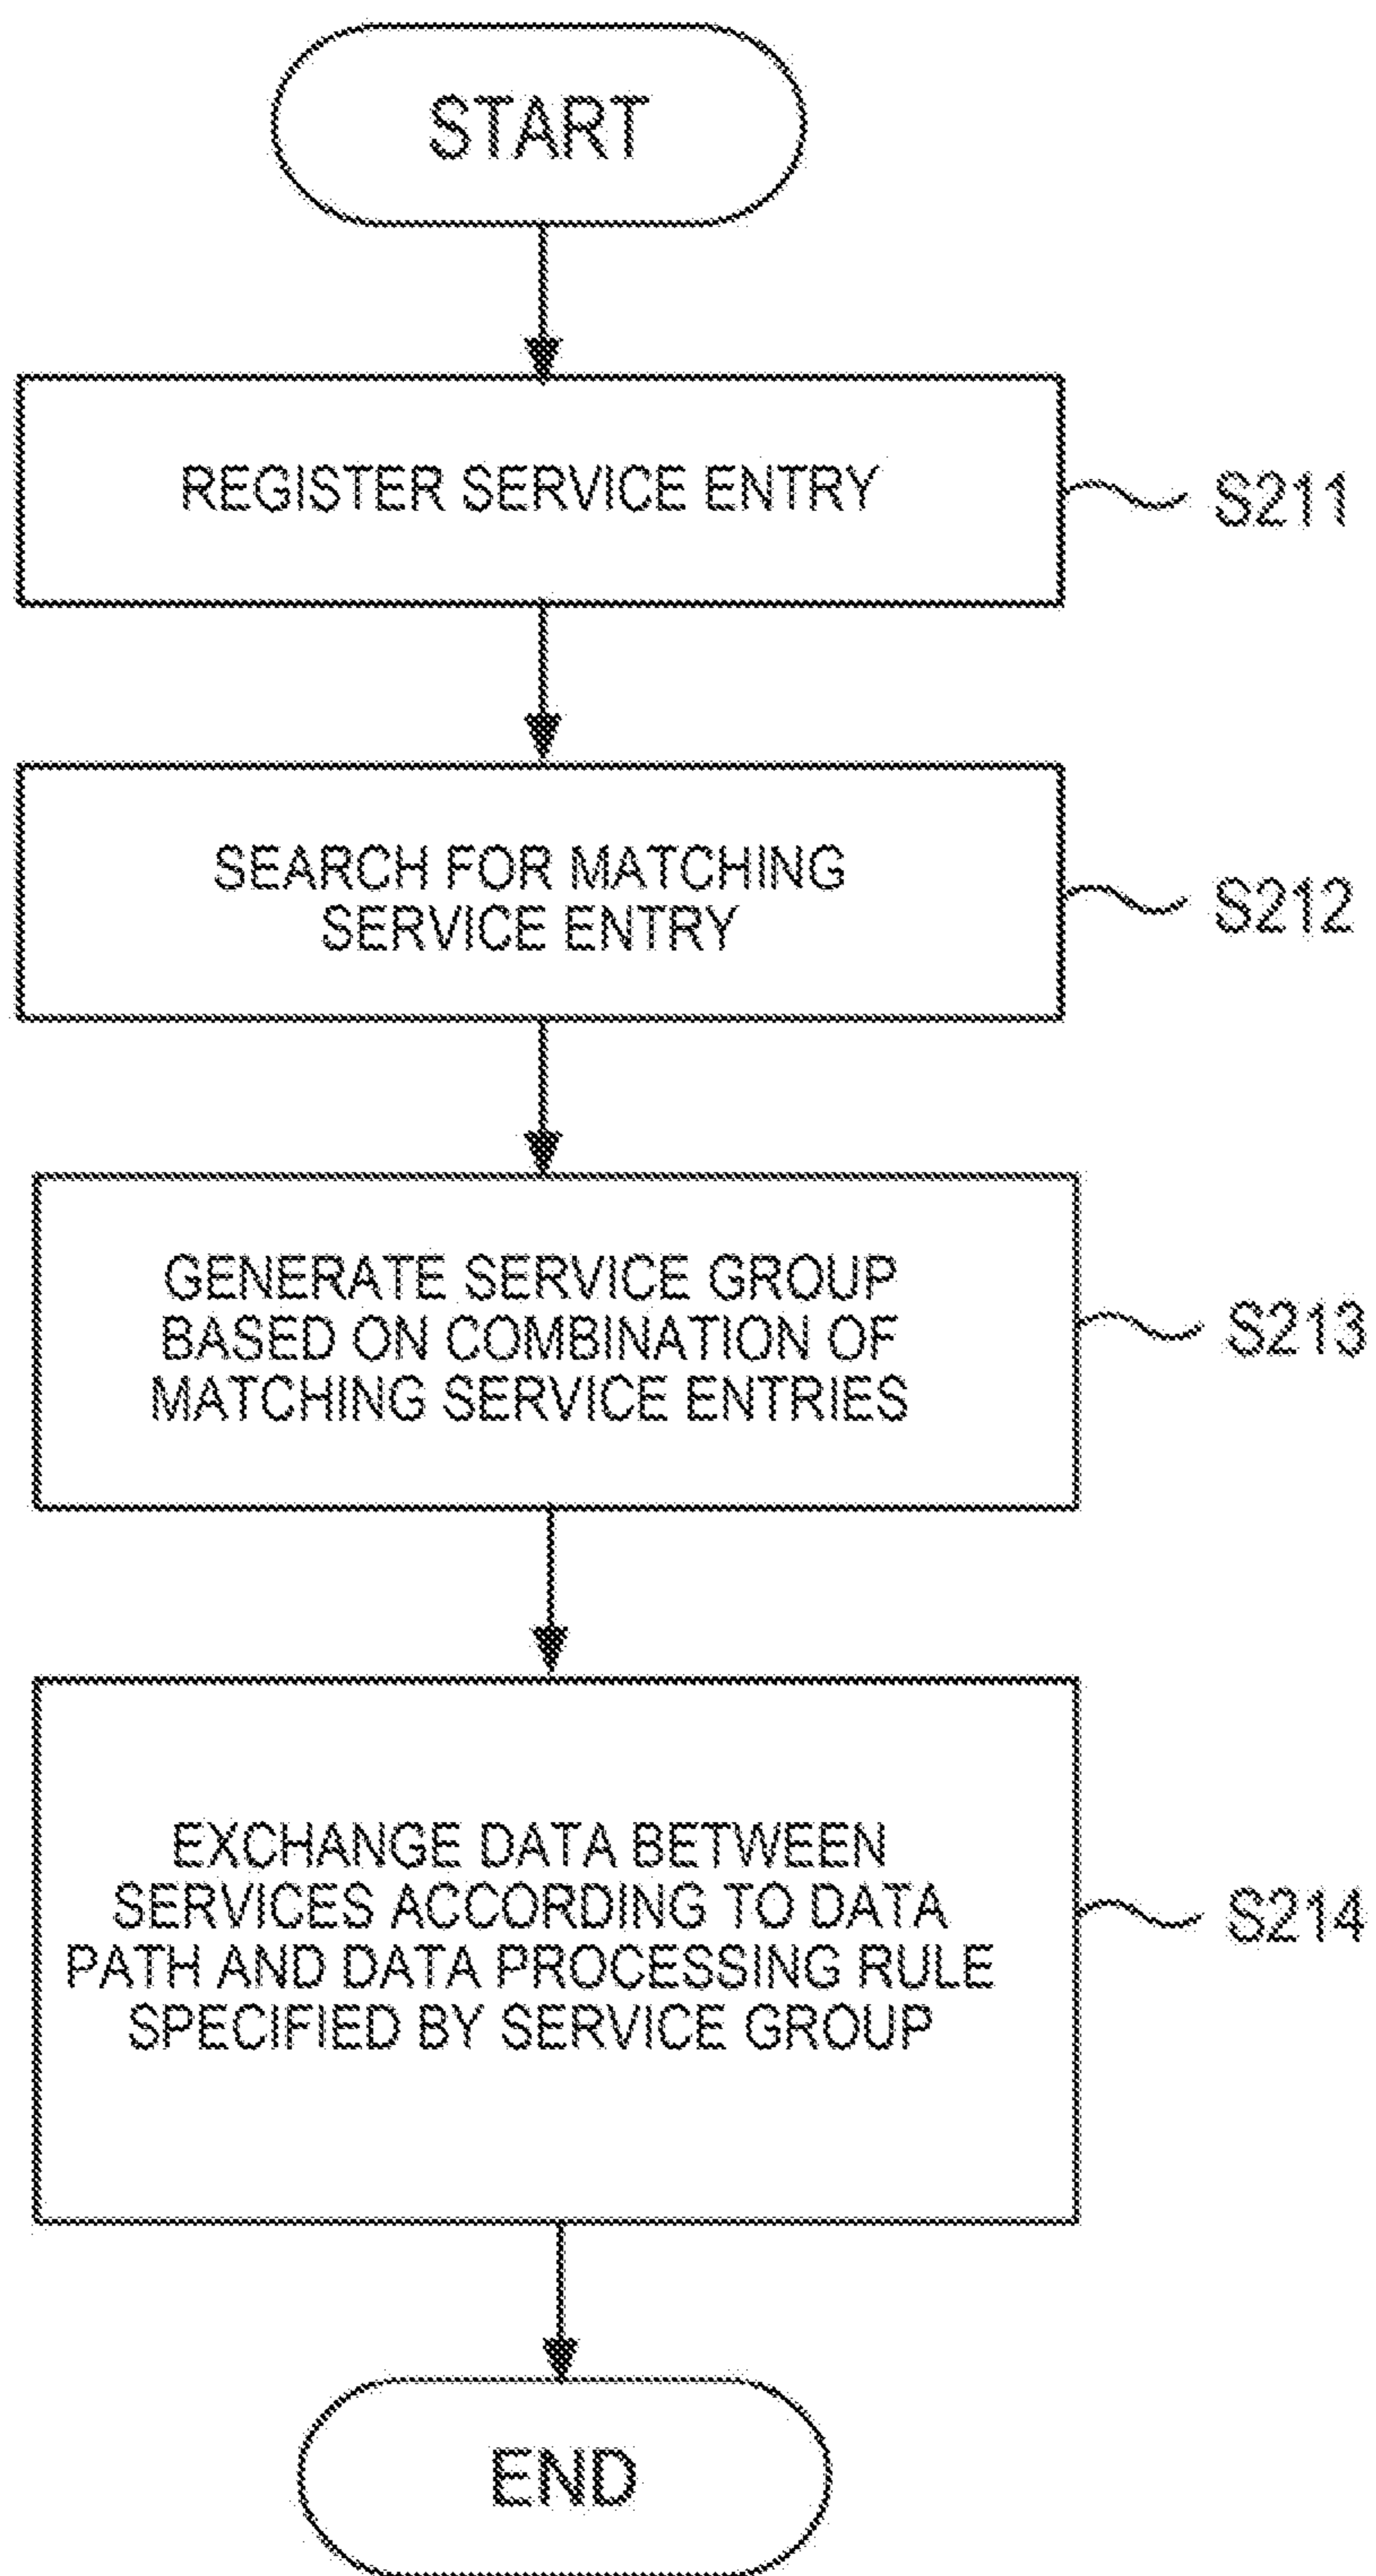 START
REGISTER SERVICE ENTRY
S211
SEARCH FOR MATCHING
SERVICE ENTRY
S212
GENERATE SERVICE GROUP
BASED ON COMBINATION OF
MATCHING SERVICE ENTRIES
S213
EXCHANGE DATA BETWEEN
SERVICES ACCORDING TO DATA
PATH AND DATA PROCESSING RULE
SPECIFIED BY SERVICE GROUP
S214
END